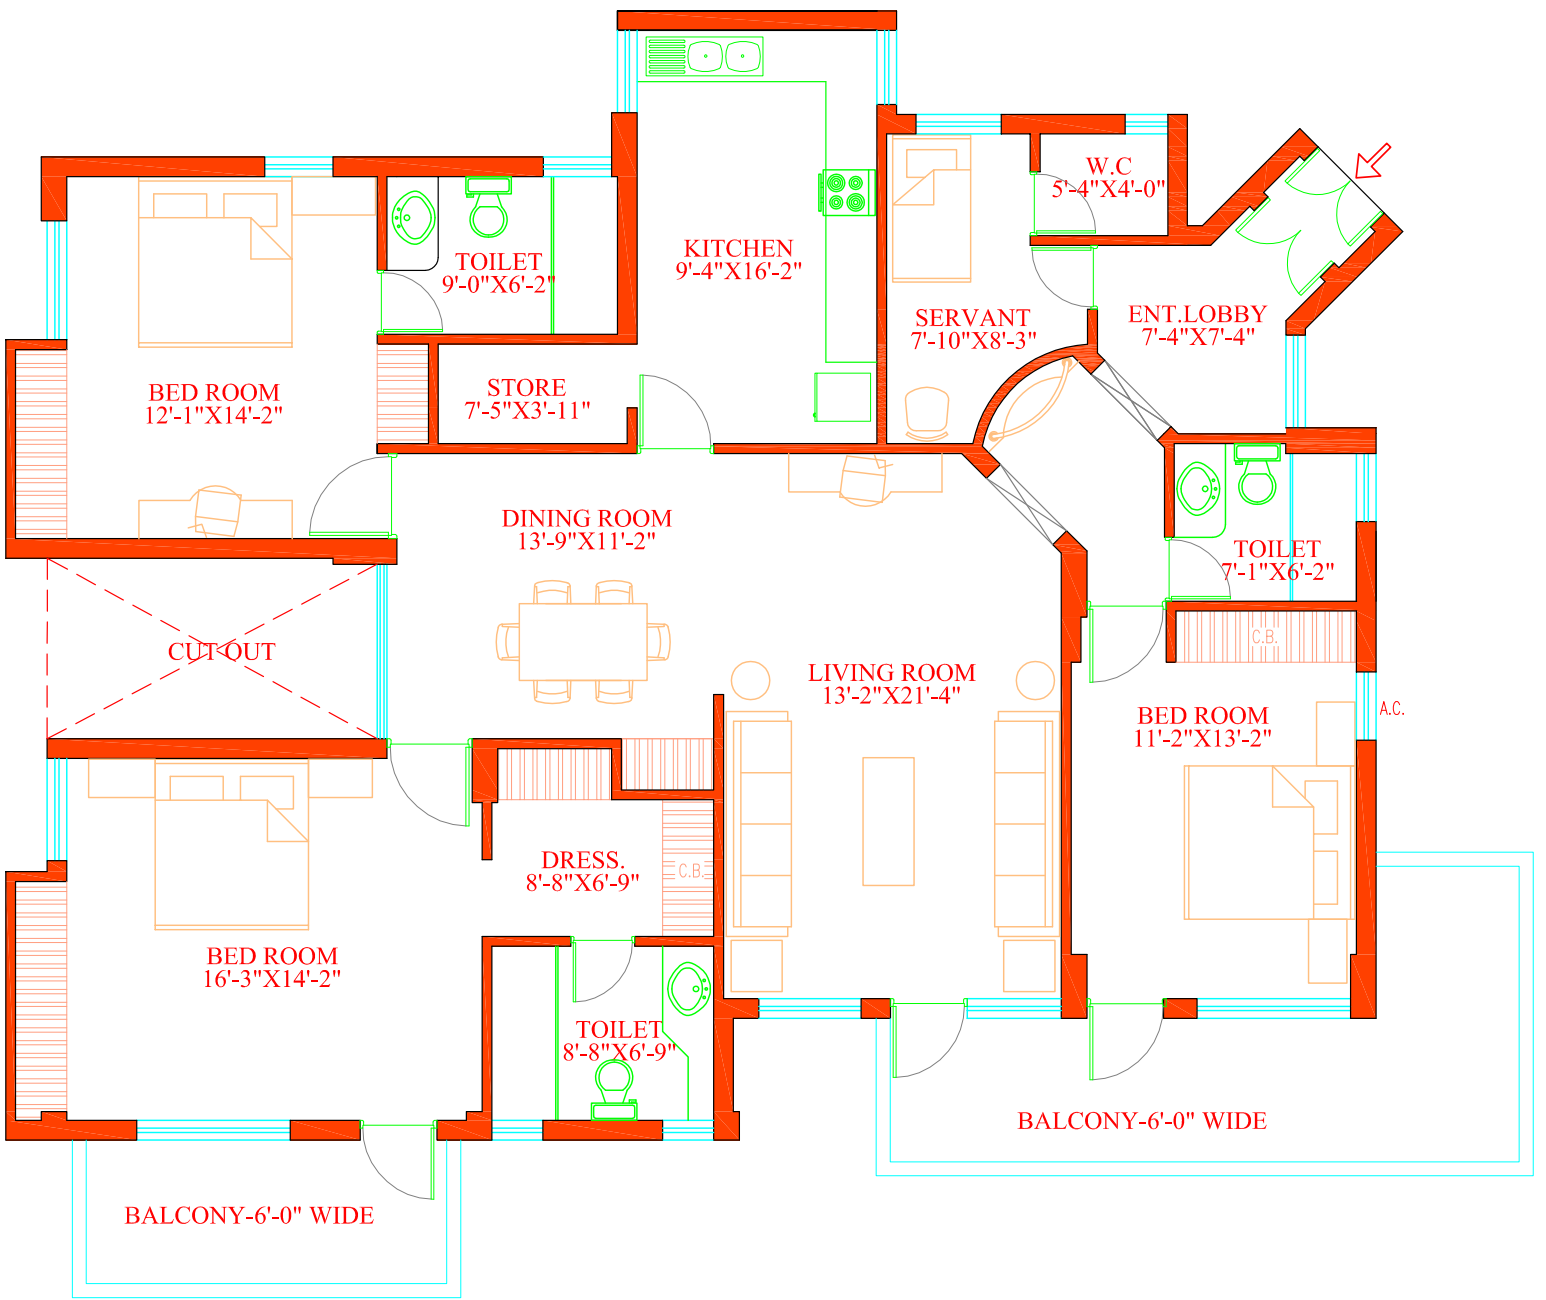 W.C
5'-4"X4'-0"
KITCHEN
9'-4"X16'-2"
TOILET
9'-0"X6'-2"
SERVANT
7'-10"X8'-3"
ENT.LOBBY
7'-4"X7'-4"
BED ROOM
12'-1"X14'-2"
STORE
7'-5"X3'-11"
DINING ROOM
13'-9"X11'-2"
TOILET
7'-1"X6'-2"
CUT OUT
C.B.
LIVING ROOM
13'-2"X21'-4"
BED ROOM
11'-2"X13'-2"
A.C.
DRESS.
8'-8"X6'-9"
C.B.
BED ROOM
16'-3"X14'-2"
TOILET
8'-8"X6'-9"
BALCONY-6'-0" WIDE
BALCONY-6'-0" WIDE